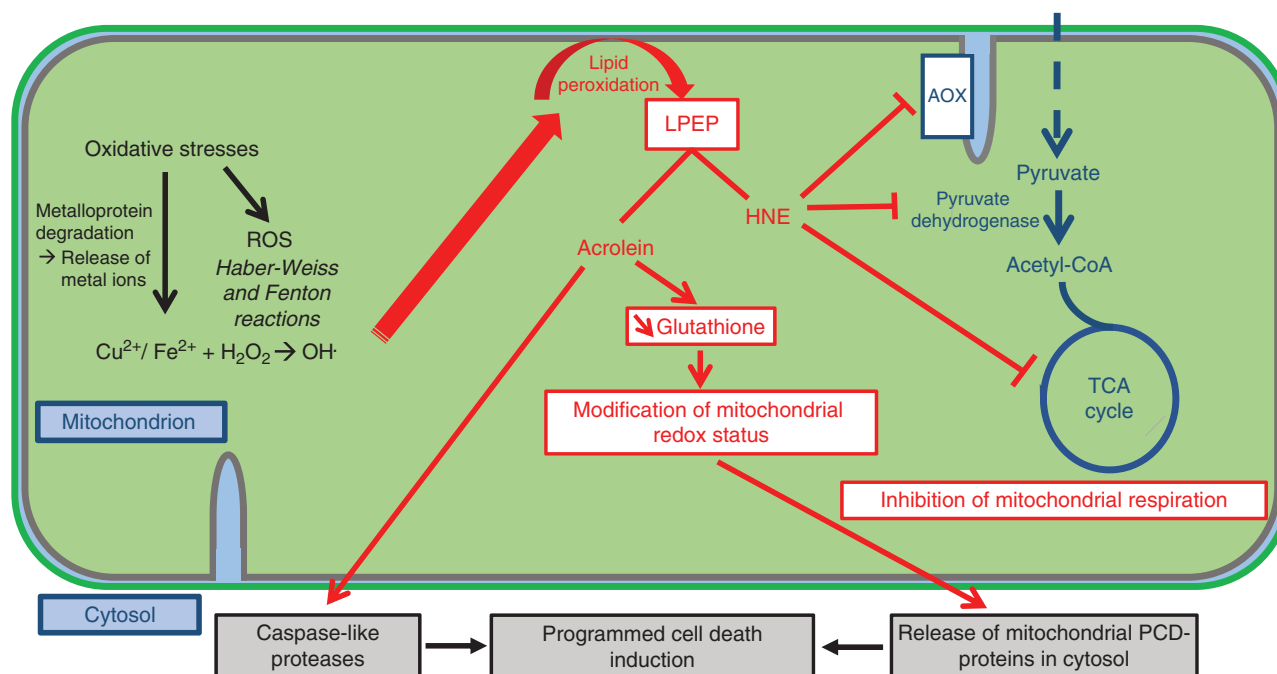 Lipid
peroxidation
LPEP
AOX
Oxidative stresses
Metalloprotein
degradation
→ Release of
metal ions
ROS
Haber-Weiss
and Fenton
reactions
Cu²⁺/ Fe²⁺ + H₂O₂ → OH·
HNE
Acrolein
↘ Glutathione
Modification of mitochondrial
redox status
Pyruvate
Pyruvate
dehydrogenase
Acetyl-CoA
TCA
cycle
Inhibition of mitochondrial respiration
Mitochondrion
Cytosol
Caspase-like
proteases
Programmed cell death
induction
Release of mitochondrial PCD-
proteins in cytosol